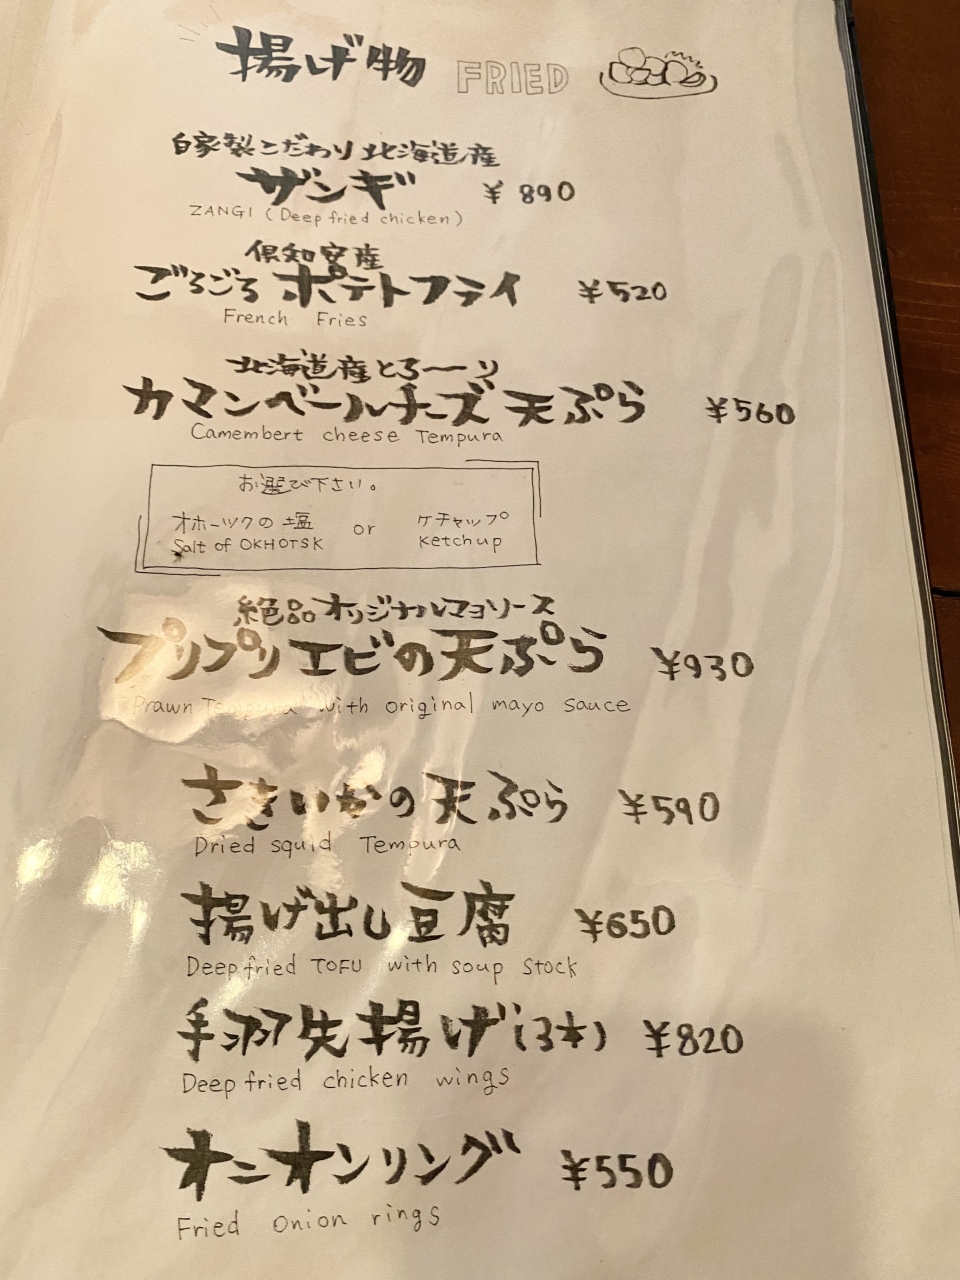 揚げ物 FRIED
自家製こだわり北海道産
ザンギ ¥890
ZANGI (Deep fried chicken)
倶知安産
ごろごろポテトフライ ¥520
French Fries
北海道産とろ〜〜り
カマンベールチーズ天ぷら ¥560
Camembert cheese Tempura
お選び下さい。
オホーツクの塩 or ケチャップ
Salt of OKHOTSK Ketchup
絶品オリジナルマヨソース
プリプリエビの天ぷら ¥930
Prawn Tempura with original mayo sauce
さきいかの天ぷら ¥590
Dried squid Tempura
揚げ出し豆腐 ¥650
Deep fried TOFU with soup stock
手羽先揚げ(3本) ¥820
Deep fried chicken wings
オニオンリング ¥550
Fried onion rings